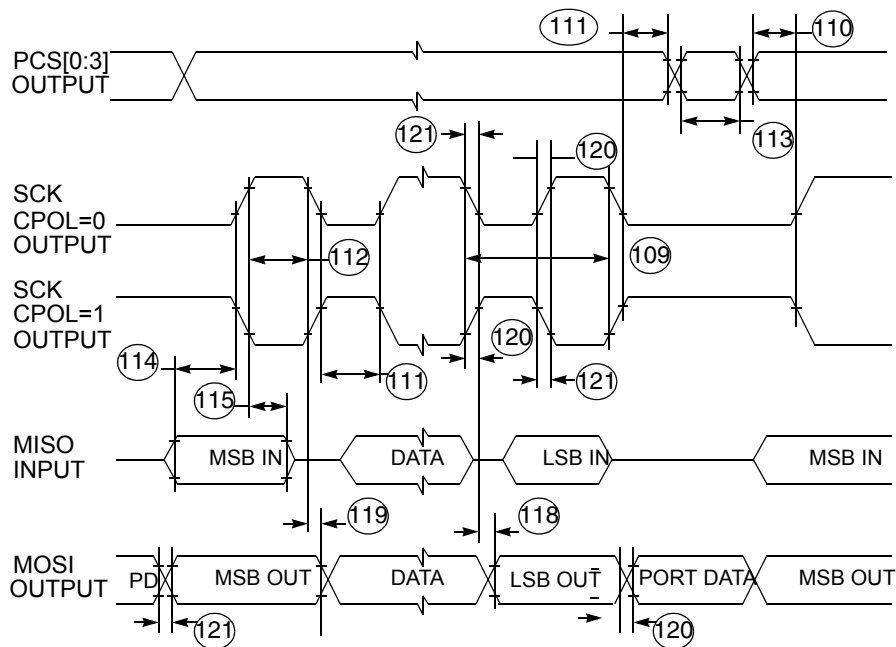 111
110
PCS[0:3]
OUTPUT
121
120
113
SCK
CPOL=0
OUTPUT
112
109
SCK
CPOL=1
OUTPUT
114
120
111
121
115
MISO
INPUT
MSB IN
DATA
LSB IN
MSB IN
119
118
MOSI
OUTPUT
PD
MSB OUT
DATA
LSB OUT
PORT DATA
MSB OUT
121
120